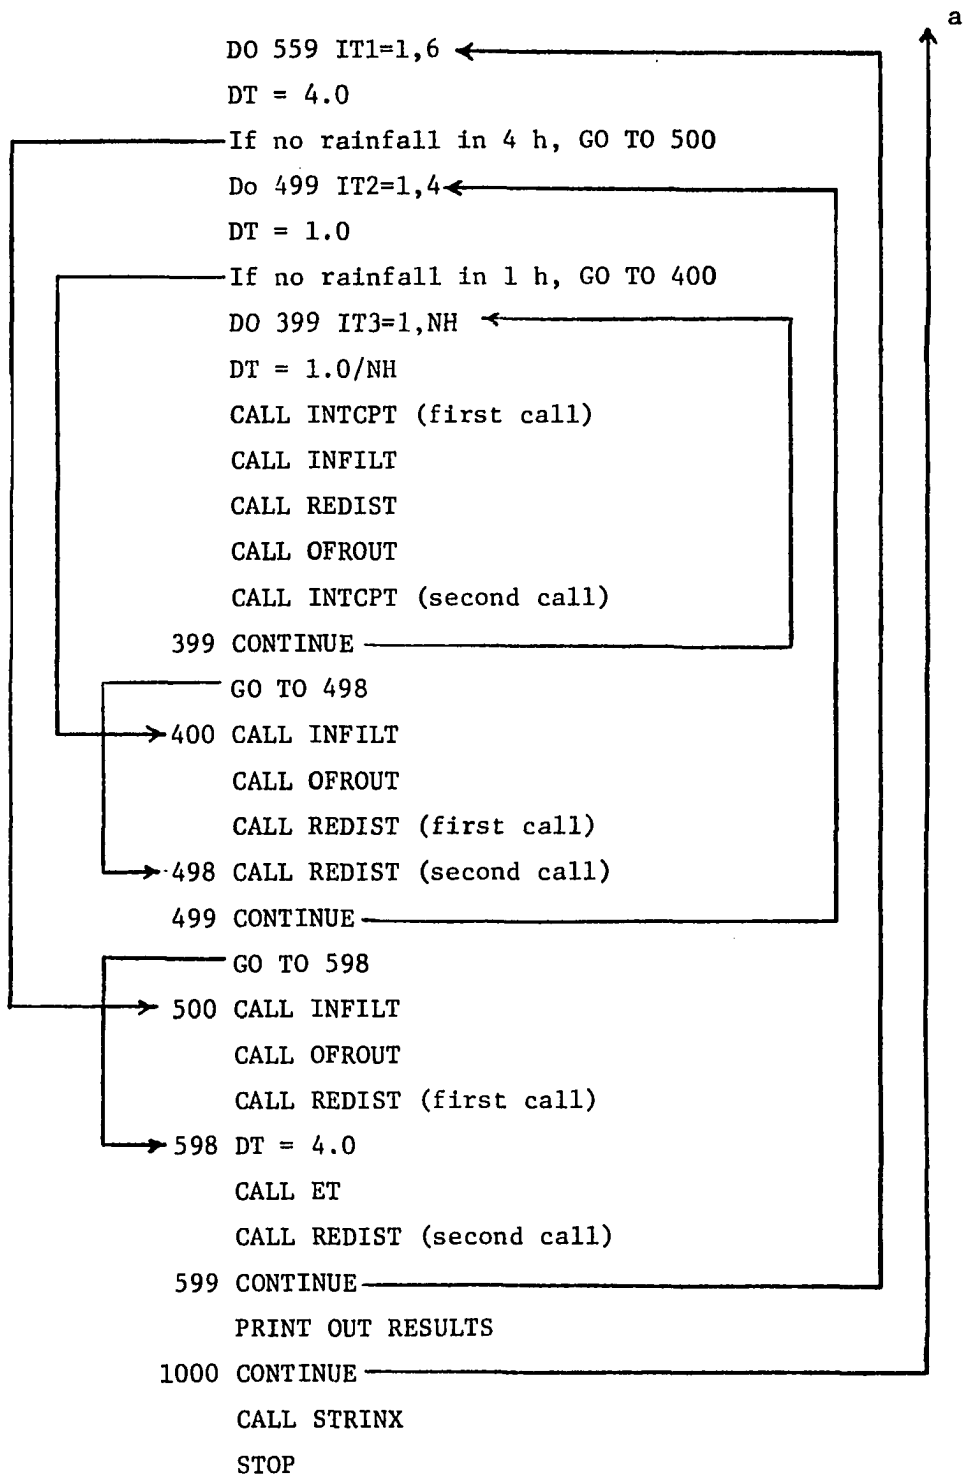 a
DO 559 IT1=1,6
DT = 4.0
If no rainfall in 4 h, GO TO 500
Do 499 IT2=1,4
DT = 1.0
If no rainfall in 1 h, GO TO 400
DO 399 IT3=1,NH
DT = 1.0/NH
CALL INTCPT (first call)
CALL INFILT
CALL REDIST
CALL OFROUT
CALL INTCPT (second call)
399 CONTINUE
GO TO 498
400 CALL INFILT
CALL OFROUT
CALL REDIST (first call)
498 CALL REDIST (second call)
499 CONTINUE
GO TO 598
500 CALL INFILT
CALL OFROUT
CALL REDIST (first call)
598 DT = 4.0
CALL ET
CALL REDIST (second call)
599 CONTINUE
PRINT OUT RESULTS
1000 CONTINUE
CALL STRINX
STOP